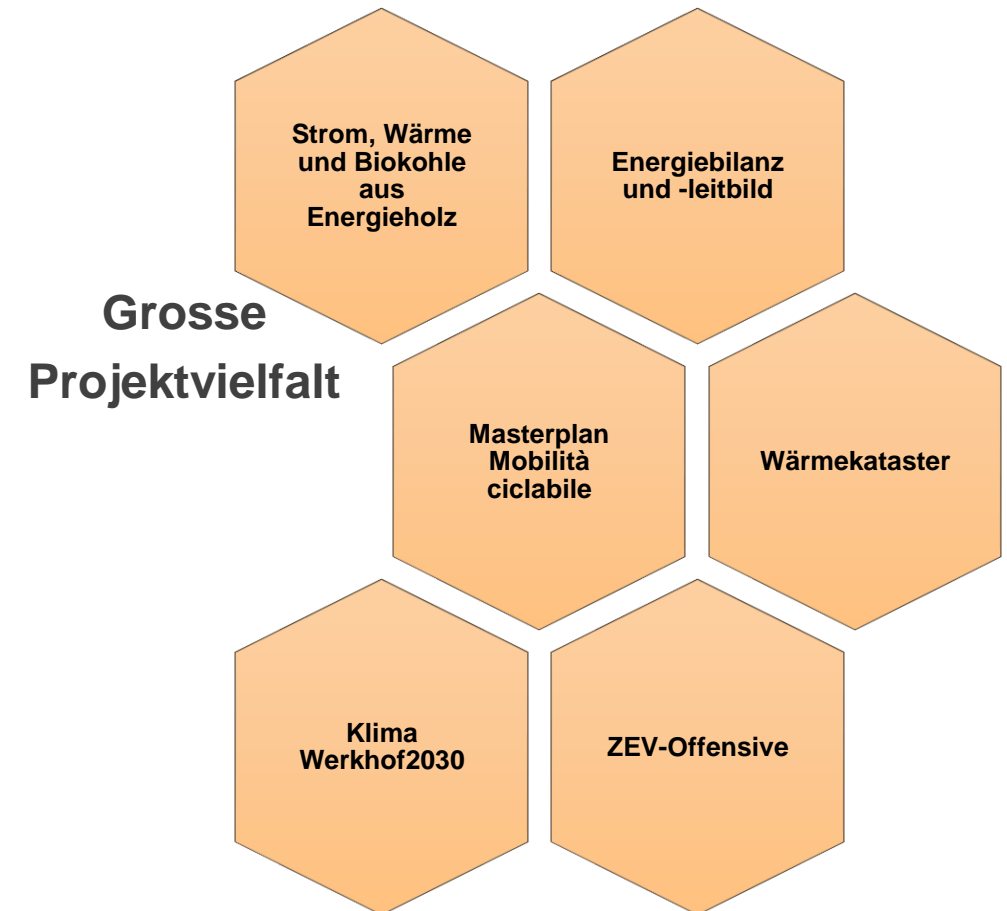 Strom, Wärme
und Biokohle
aus
Energieholz
Energiebilanz
und -leitbild
Grosse
Projektvielfalt
Masterplan
Mobilità
ciclabile
Wärmekataster
Klima
Werkhof2030
ZEV-Offensive